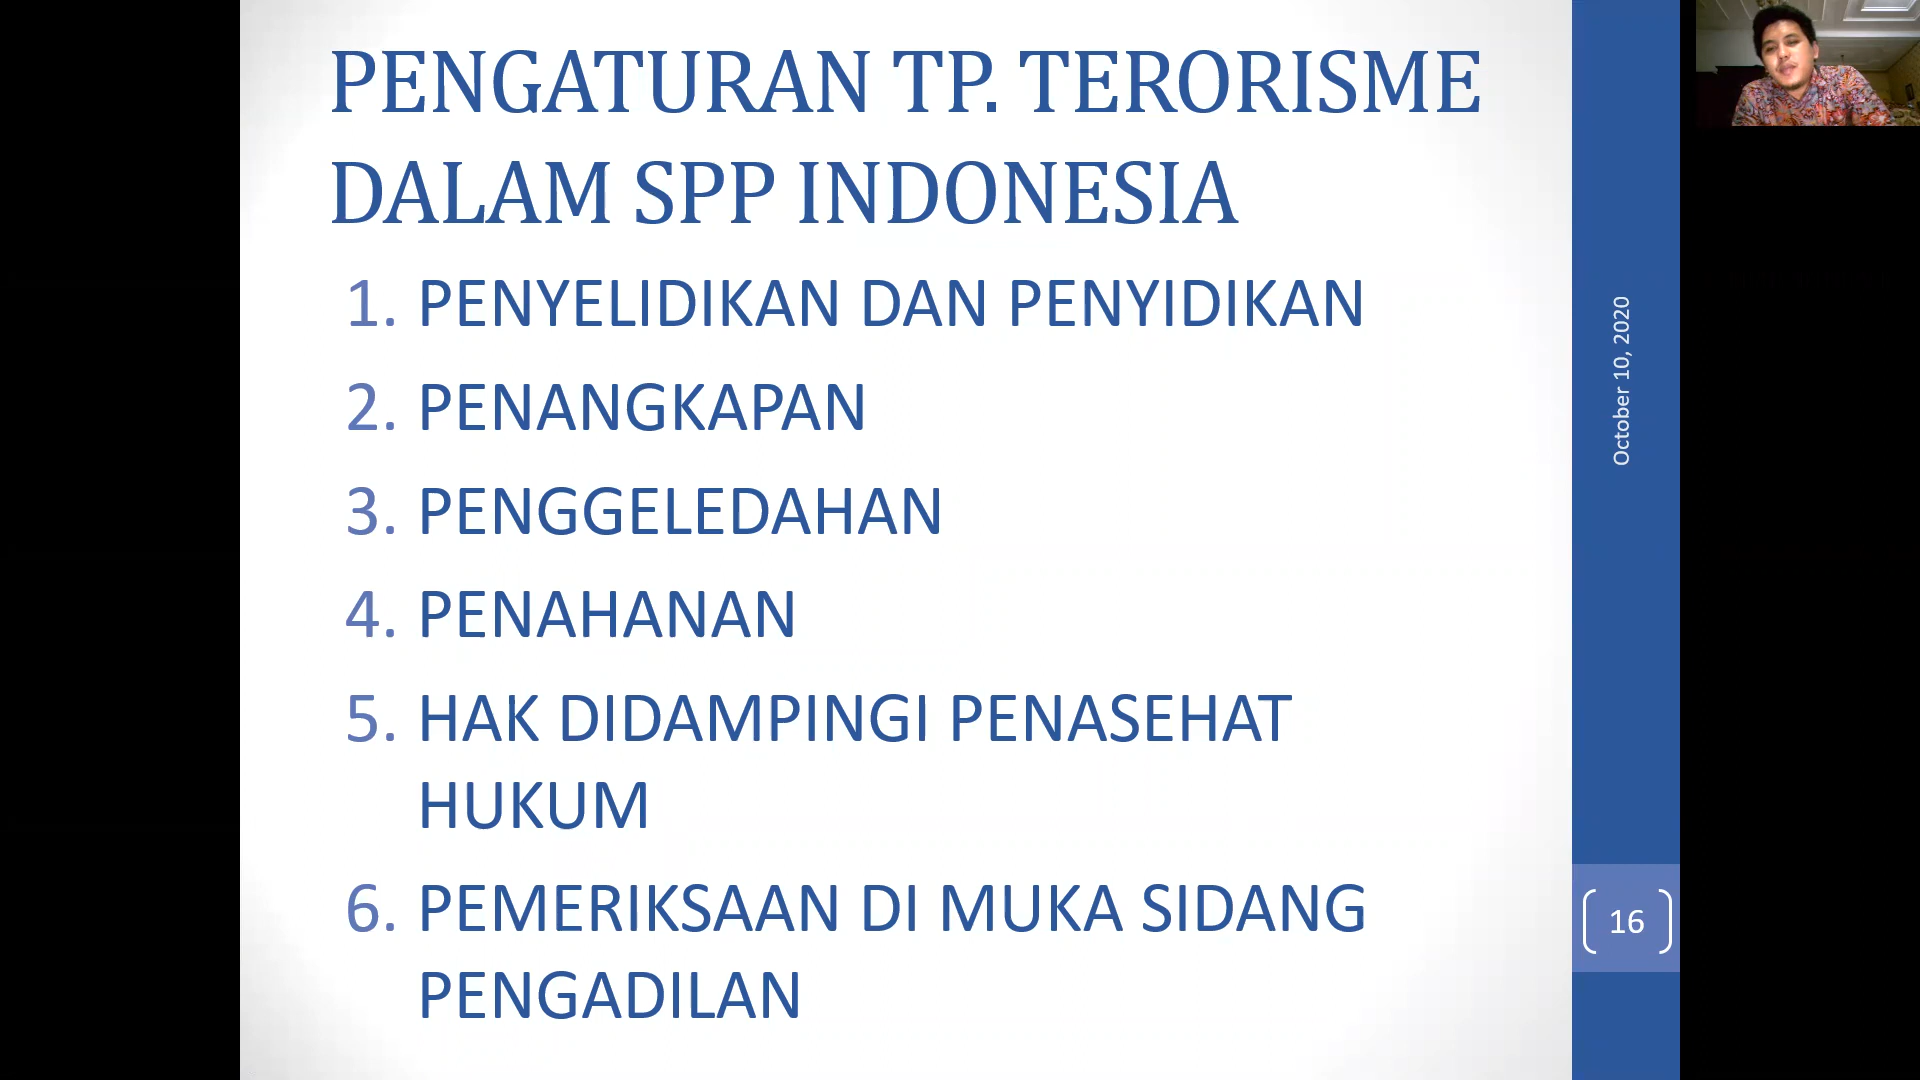 PENGATURAN TP. TERORISME
DALAM SPP INDONESIA
1. PENYELIDIKAN DAN PENYIDIKAN
2. PENANGKAPAN
3. PENGGELEDAHAN
4. PENAHANAN
5. HAK DIDAMPINGI PENASEHAT
HUKUM
6. PEMERIKSAAN DI MUKA SIDANG
PENGADILAN
October 10, 2020
16